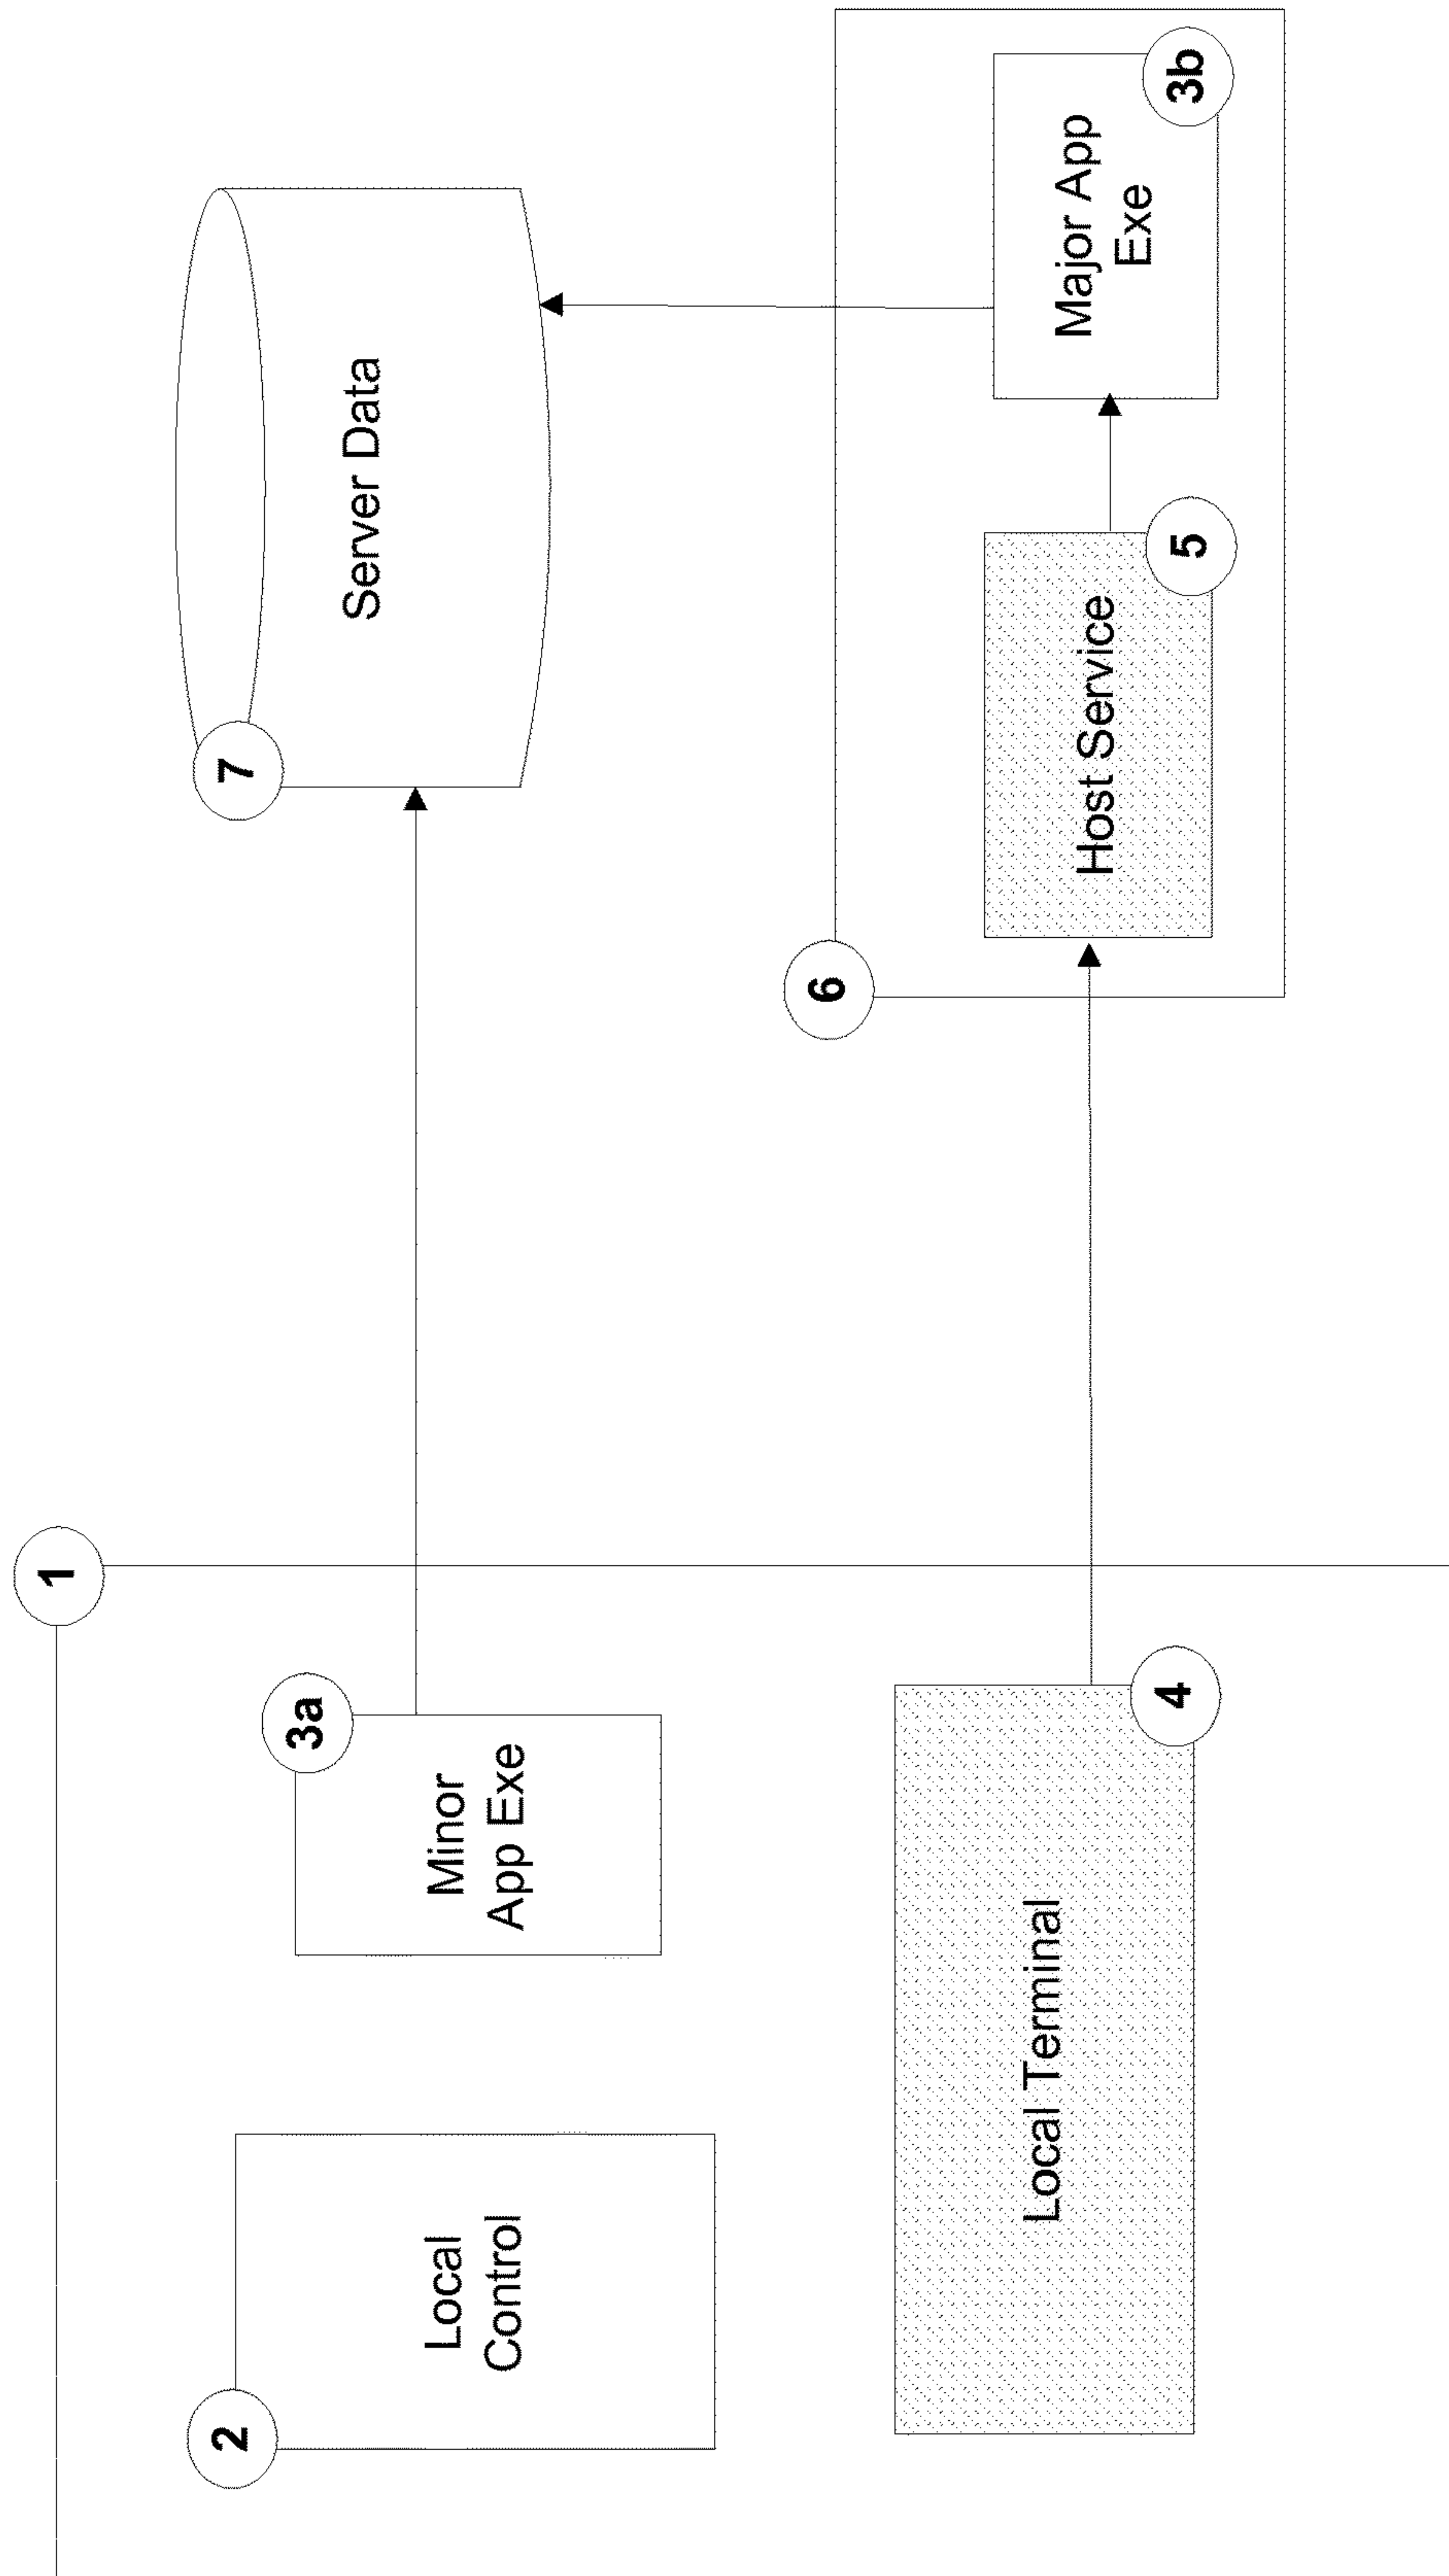 1
2
Local
Control
3a
Minor
App Exe
7
Server Data
4
Local Terminal
6
Host Service
5
Major App
Exe
3b